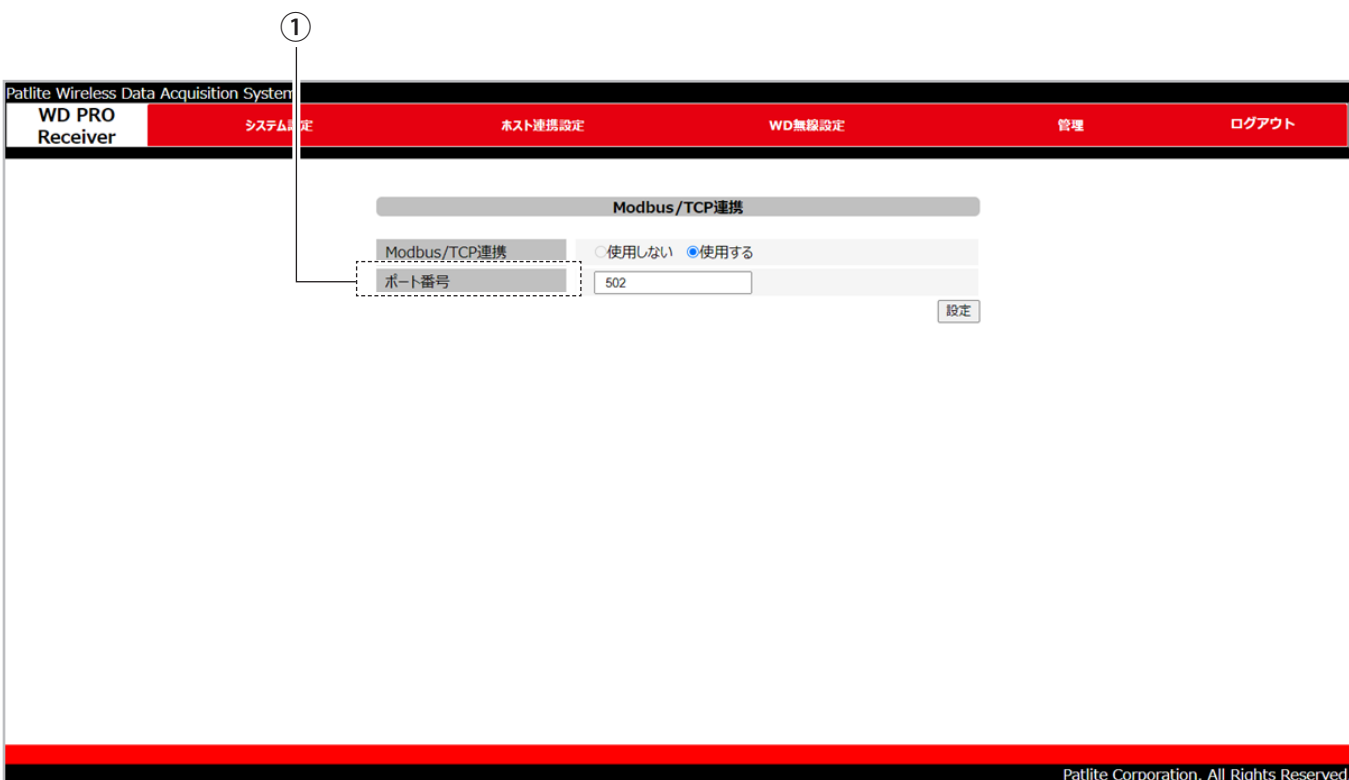 ①
Patlite Wireless Data Acquisition System
WD PRO
Receiver
システム設定 ホスト連携設定 WD無線設定 管理 ログアウト
Modbus/TCP連携
Modbus/TCP連携 使用しない 使用する
ポート番号 502
設定
Patlite Corporation. All Rights Reserved